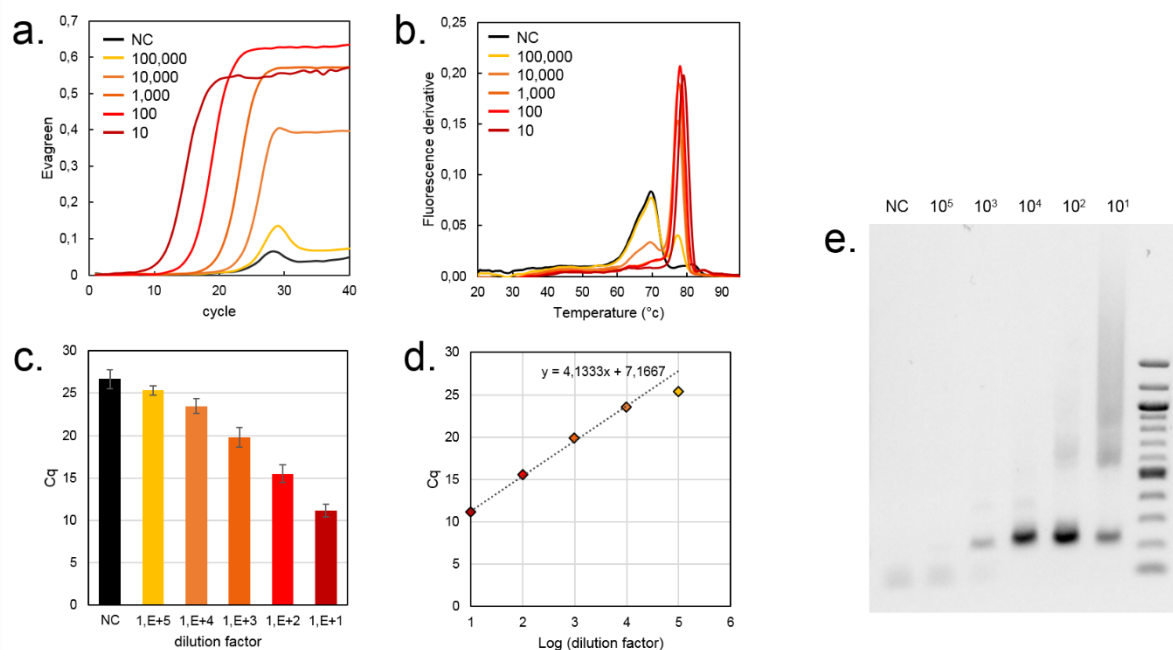 a.
0,7
0,6
0,5
0,4
0,3
0,2
0,1
0
Evagreen
NC
100,000
10,000
1,000
100
10
0 10 20 30 40
cycle
b.
0,25
0,20
0,15
0,10
0,05
0,00
Fluorescence derivative
NC
100,000
10,000
1,000
100
10
20 30 40 50 60 70 80 90
Temperature (°c)
c.
30
25
20
15
10
5
0
Cq
NC 1,E+5 1,E+4 1,E+3 1,E+2 1,E+1
dilution factor
d.
30
25
20
15
10
5
0
Cq
y = 4,1333x + 7,1667
1 2 3 4 5 6
Log (dilution factor)
e.
NC 10⁵ 10³ 10⁴ 10² 10¹